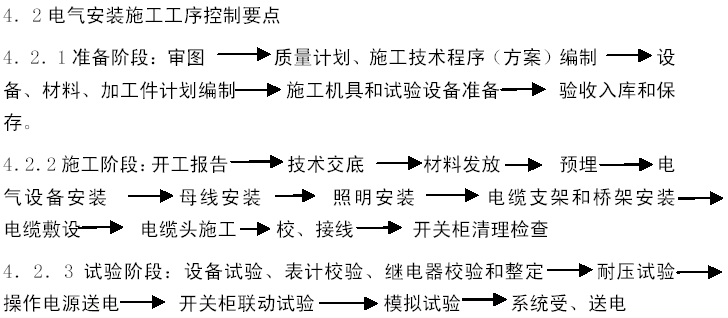 4．2电气安装施工工序控制要点
4．2．1准备阶段：审图 → 质量计划、施工技术程序（方案）编制 → 设
备、材料、加工件计划编制 → 施工机具和试验设备准备 → 验收入库和保
存。
4.2.2施工阶段：开工报告 → 技术交底 → 材料发放 → 预埋 → 电
气设备安装 → 母线安装 → 照明安装 → 电缆支架和桥架安装 →
电缆敷设 → 电缆头施工 → 校、接线 → 开关柜清理检查
4．2．3 试验阶段：设备试验、表计校验、继电器校验和整定 → 耐压试验 →
操作电源送电 → 开关柜联动试验 → 模拟试验 → 系统受、送电